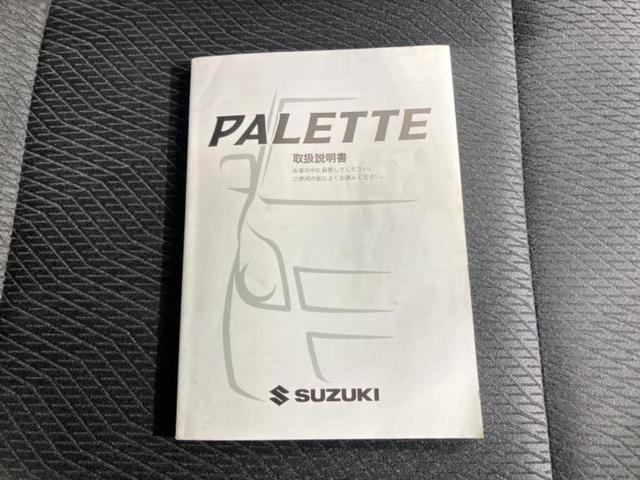 PALETTE
取扱説明書
お車の中に保管してください。
ご使用の前によくお読みください。
SUZUKI